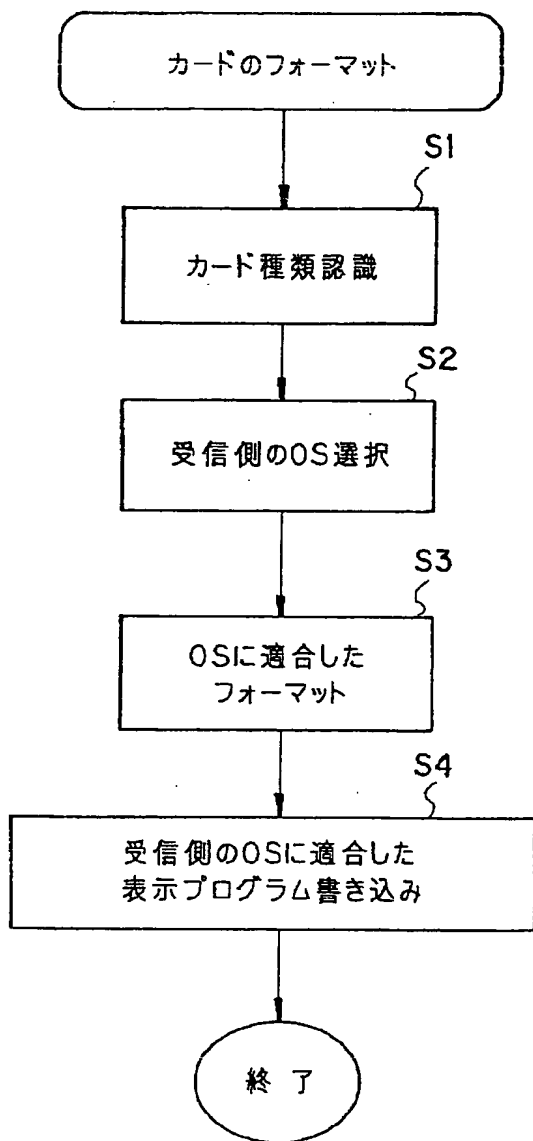 カードのフォーマット
S1
カード種類認識
S2
受信側のOS選択
S3
OSに適合した
フォーマット
S4
受信側のOSに適合した
表示プログラム書き込み
終了